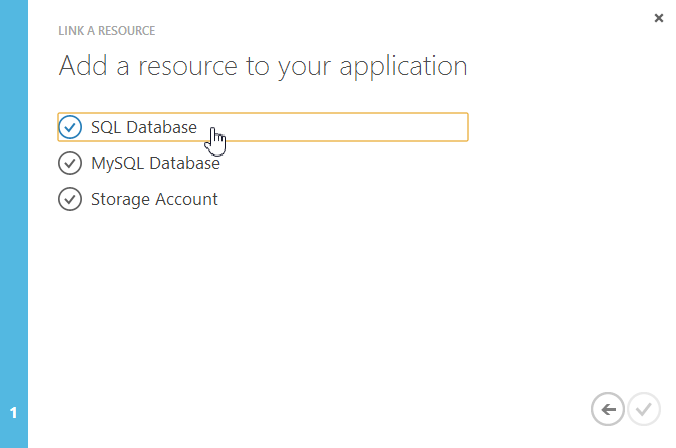 LINK A RESOURCE
Add a resource to your application
SQL Database
MySQL Database
Storage Account
1